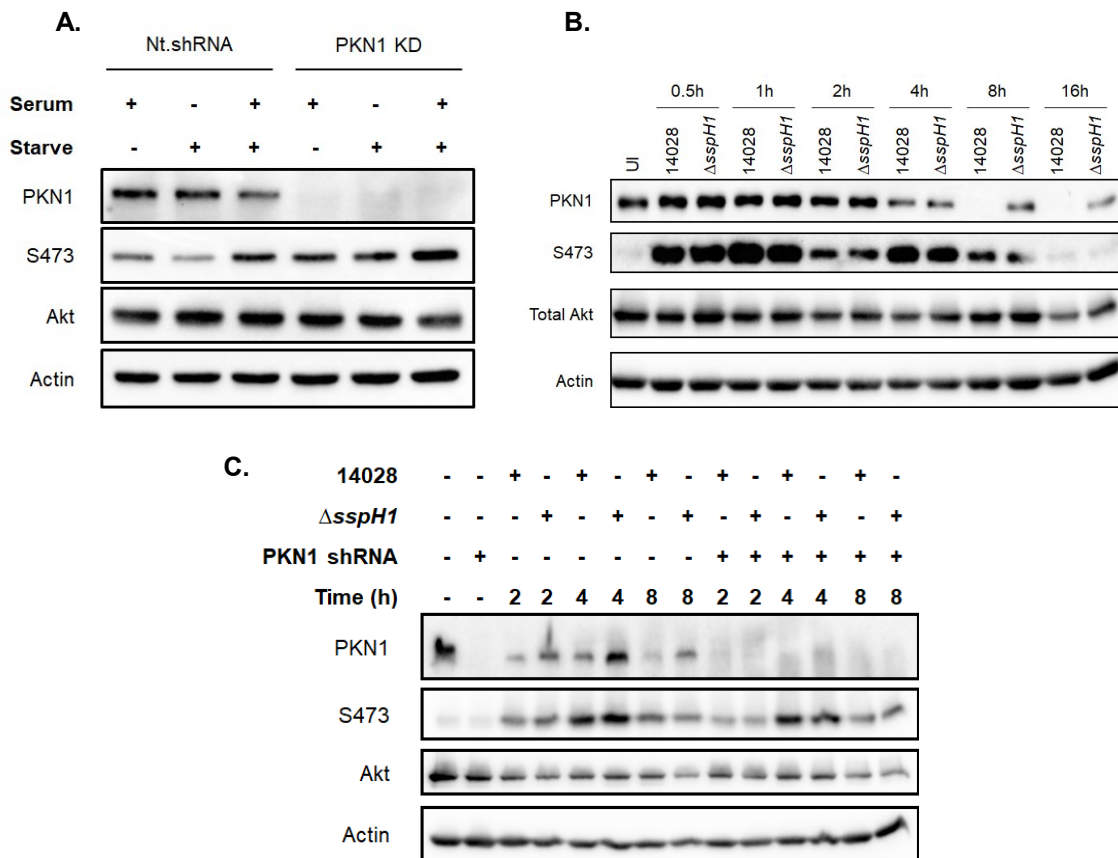 A.
Nt.shRNA PKN1 KD
Serum + - + + - +
Starve - + + - + +
PKN1
S473
Akt
Actin
B.
0.5h 1h 2h 4h 8h 16h
UI 14028 ΔsspH1 14028 ΔsspH1 14028 ΔsspH1 14028 ΔsspH1 14028 ΔsspH1 14028 ΔsspH1
PKN1
S473
Total Akt
Actin
C.
14028 - - + - + - + - + - + - + -
ΔsspH1 - - - + - + - + - + - + - +
PKN1 shRNA - + - - - - - - + + + + + +
Time (h) - - 2 2 4 4 8 8 2 2 4 4 8 8
PKN1
S473
Akt
Actin